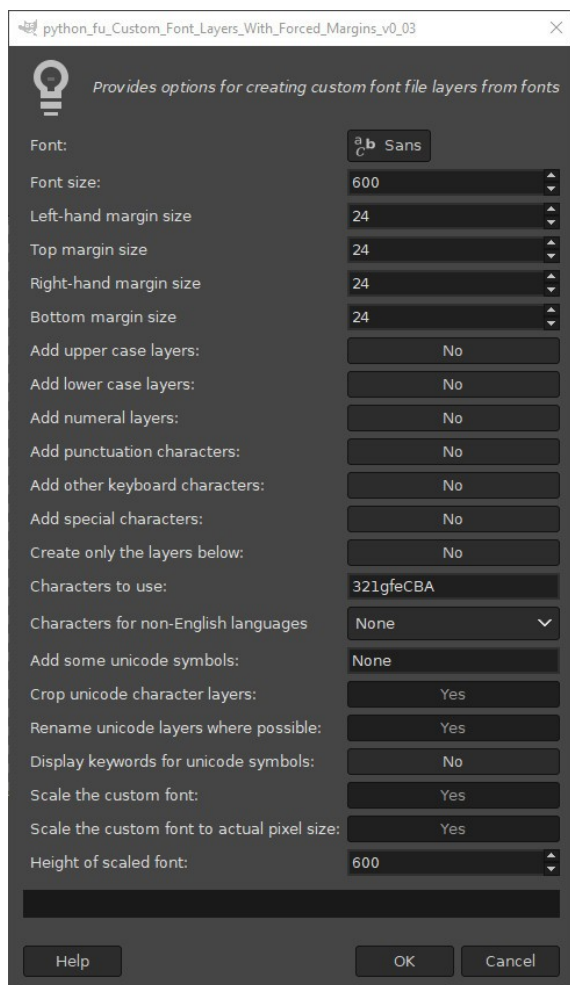 python_fu_Custom_Font_Layers_With_Forced_Margins_v0_03
Provides options for creating custom font file layers from fonts
Font: Sans
Font size: 600
Left-hand margin size 24
Top margin size 24
Right-hand margin size 24
Bottom margin size 24
Add upper case layers: No
Add lower case layers: No
Add numeral layers: No
Add punctuation characters: No
Add other keyboard characters: No
Add special characters: No
Create only the layers below: No
Characters to use: 321gfeCBA
Characters for non-English languages None
Add some unicode symbols: None
Crop unicode character layers: Yes
Rename unicode layers where possible: Yes
Display keywords for unicode symbols: No
Scale the custom font: Yes
Scale the custom font to actual pixel size: Yes
Height of scaled font: 600
Help OK Cancel